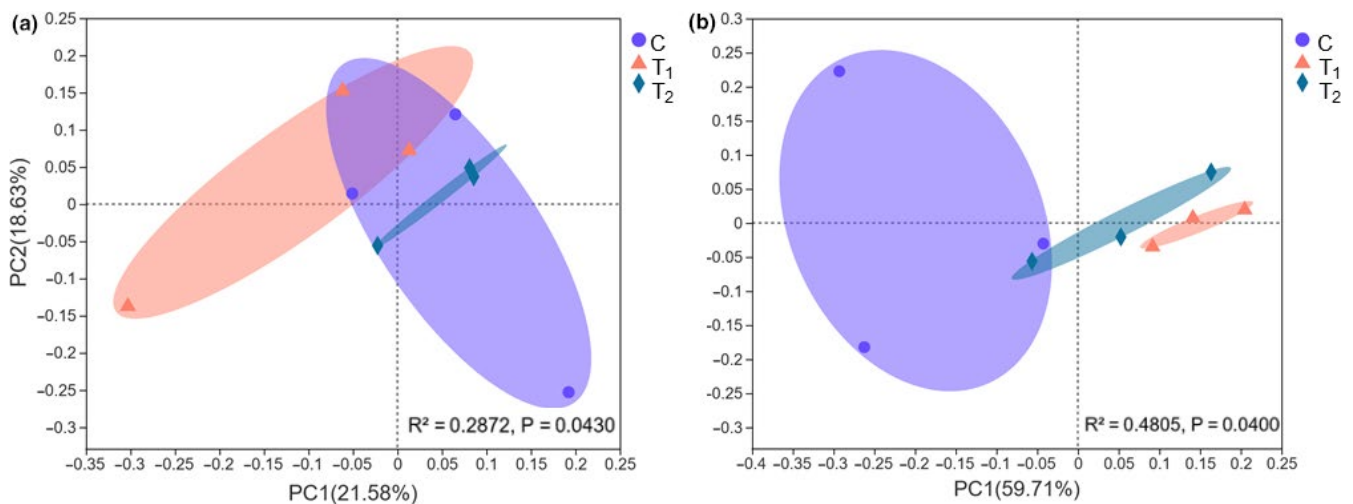 (a)
0.25
0.2
0.15
0.1
0.05
0
−0.05
−0.1
−0.15
−0.2
−0.25
−0.3
PC2(18.63%)
−0.35 −0.3 −0.25 −0.2 −0.15 −0.1 −0.05 0 0.05 0.1 0.15 0.2 0.25
PC1(21.58%)
R² = 0.2872, P = 0.0430
C
T₁
T₂
(b)
0.3
0.25
0.2
0.15
0.1
0.05
0
−0.05
−0.1
−0.15
−0.2
−0.25
−0.3
−0.4 −0.35 −0.3 −0.25 −0.2 −0.15 −0.1 −0.05 0 0.05 0.1 0.15 0.2 0.25
PC1(59.71%)
R² = 0.4805, P = 0.0400
C
T₁
T₂